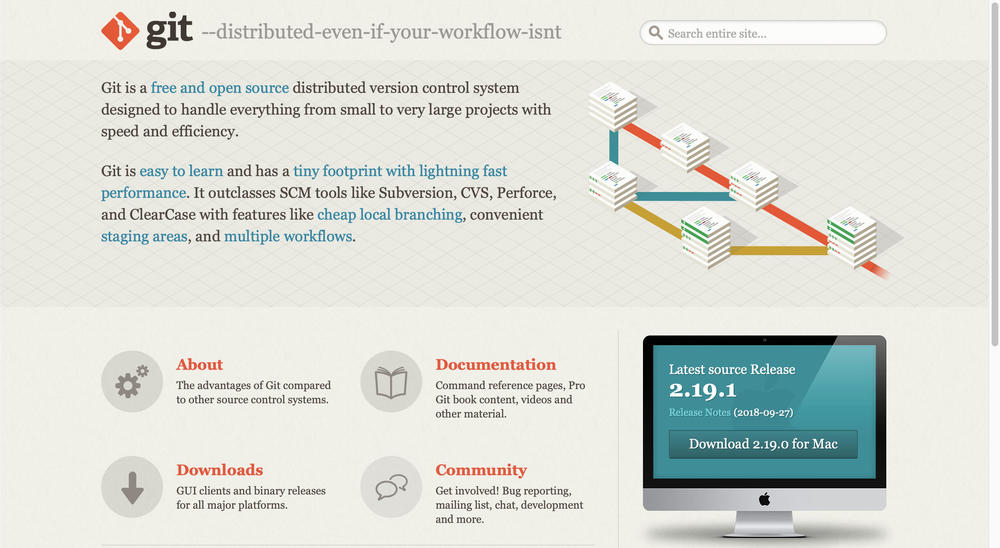 git --distributed-even-if-your-workflow-isnt
Search entire site...
Git is a free and open source distributed version control system
designed to handle everything from small to very large projects with
speed and efficiency.
Git is easy to learn and has a tiny footprint with lightning fast
performance. It outclasses SCM tools like Subversion, CVS, Perforce,
and ClearCase with features like cheap local branching, convenient
staging areas, and multiple workflows.
About
The advantages of Git compared
to other source control systems.
Documentation
Command reference pages, Pro
Git book content, videos and
other material.
Downloads
GUI clients and binary releases
for all major platforms.
Community
Get involved! Bug reporting,
mailing list, chat, development
and more.
Latest source Release
2.19.1
Release Notes (2018-09-27)
Download 2.19.0 for Mac